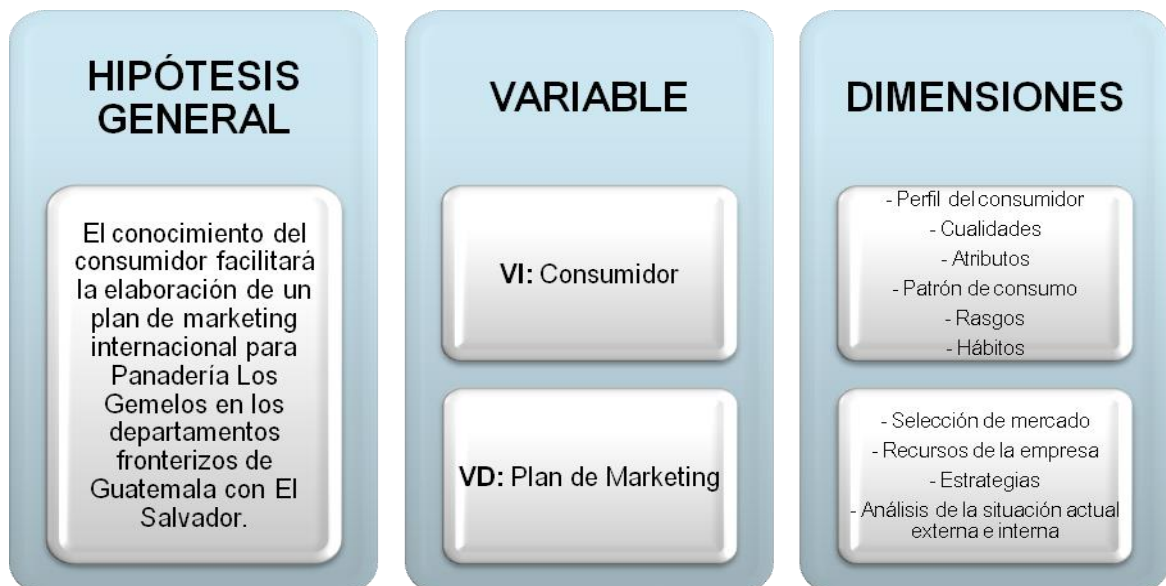 HIPÓTESIS
GENERAL
El conocimiento del
consumidor facilitará
la elaboración de un
plan de marketing
internacional para
Panadería Los
Gemelos en los
departamentos
fronterizos de
Guatemala con El
Salvador.
VARIABLE
VI: Consumidor
VD: Plan de Marketing
DIMENSIONES
- Perfil del consumidor
- Cualidades
- Atributos
- Patrón de consumo
- Rasgos
- Hábitos
- Selección de mercado
- Recursos de la empresa
- Estrategias
- Análisis de la situación actual
externa e interna